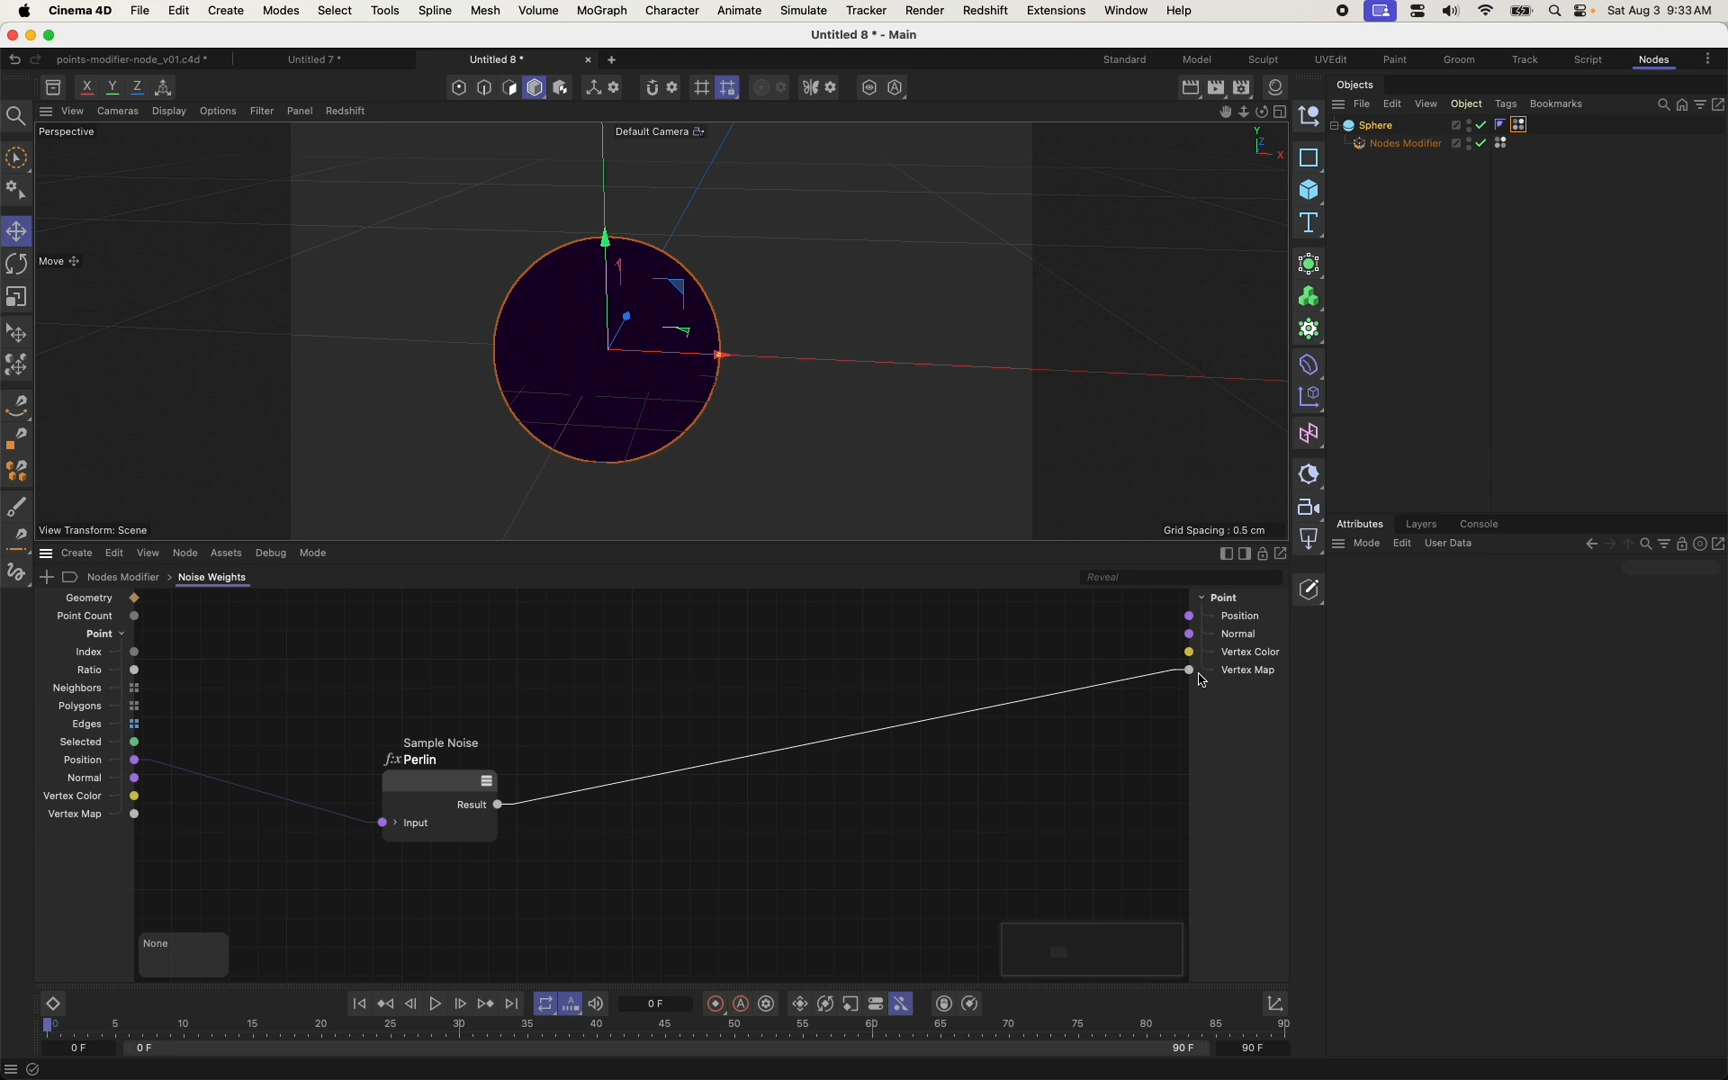 Cinema 4D File Edit Create Modes Select Tools Spline Mesh Volume MoGraph Character Animate Simulate Tracker Render Redshift Extensions Window Help Sat Aug 3 9:33 AM
Untitled 8 * - Main
points-modifier-node_v01.c4d * Untitled 7 * Untitled 8 * Standard Model Sculpt UVEdit Paint Groom Track Script Nodes
X Y Z
Objects
View Cameras Display Options Filter Panel Redshift
File Edit View Object Tags Bookmarks
Perspective
Default Camera
Y
Z
X
Sphere
Nodes Modifier
Move
View Transform: Scene
Grid Spacing : 0.5 cm
Attributes Layers Console
Mode Edit User Data
Create Edit View Node Assets Debug Mode
Nodes Modifier > Noise Weights
Reveal
Geometry
Point Count
Point
Index
Ratio
Neighbors
Polygons
Edges
Selected
Position
Normal
Vertex Color
Vertex Map
Sample Noise
f:x Perlin
Result
Input
Point
Position
Normal
Vertex Color
Vertex Map
None
0 F
0 5 10 15 20 25 30 35 40 45 50 55 60 65 70 75 80 85 90
0 F 0 F 90 F 90 F